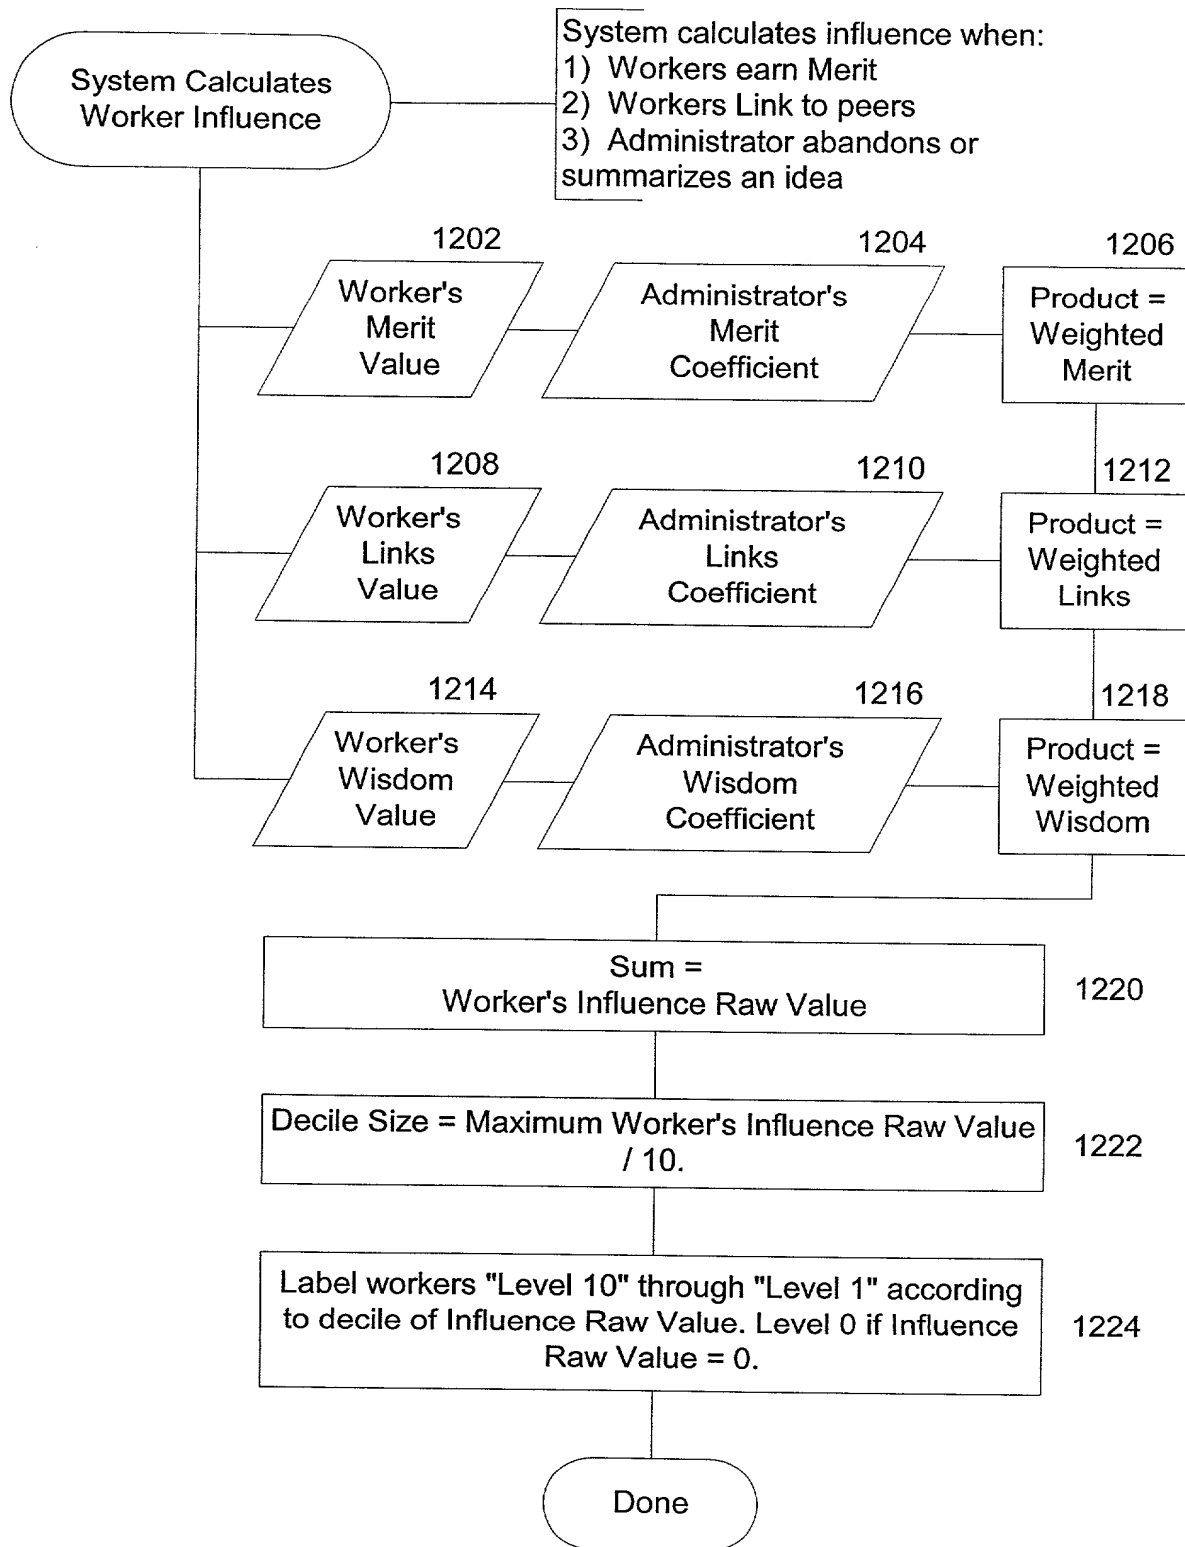 System Calculates
Worker Influence
System calculates influence when:
1) Workers earn Merit
2) Workers Link to peers
3) Administrator abandons or
summarizes an idea
1202
1204
1206
Worker's
Merit
Value
Administrator's
Merit
Coefficient
Product =
Weighted
Merit
1208
1210
1212
Worker's
Links
Value
Administrator's
Links
Coefficient
Product =
Weighted
Links
1214
1216
1218
Worker's
Wisdom
Value
Administrator's
Wisdom
Coefficient
Product =
Weighted
Wisdom
Sum =
Worker's Influence Raw Value
1220
Decile Size = Maximum Worker's Influence Raw Value
/ 10.
1222
Label workers "Level 10" through "Level 1" according
to decile of Influence Raw Value. Level 0 if Influence
Raw Value = 0.
1224
Done